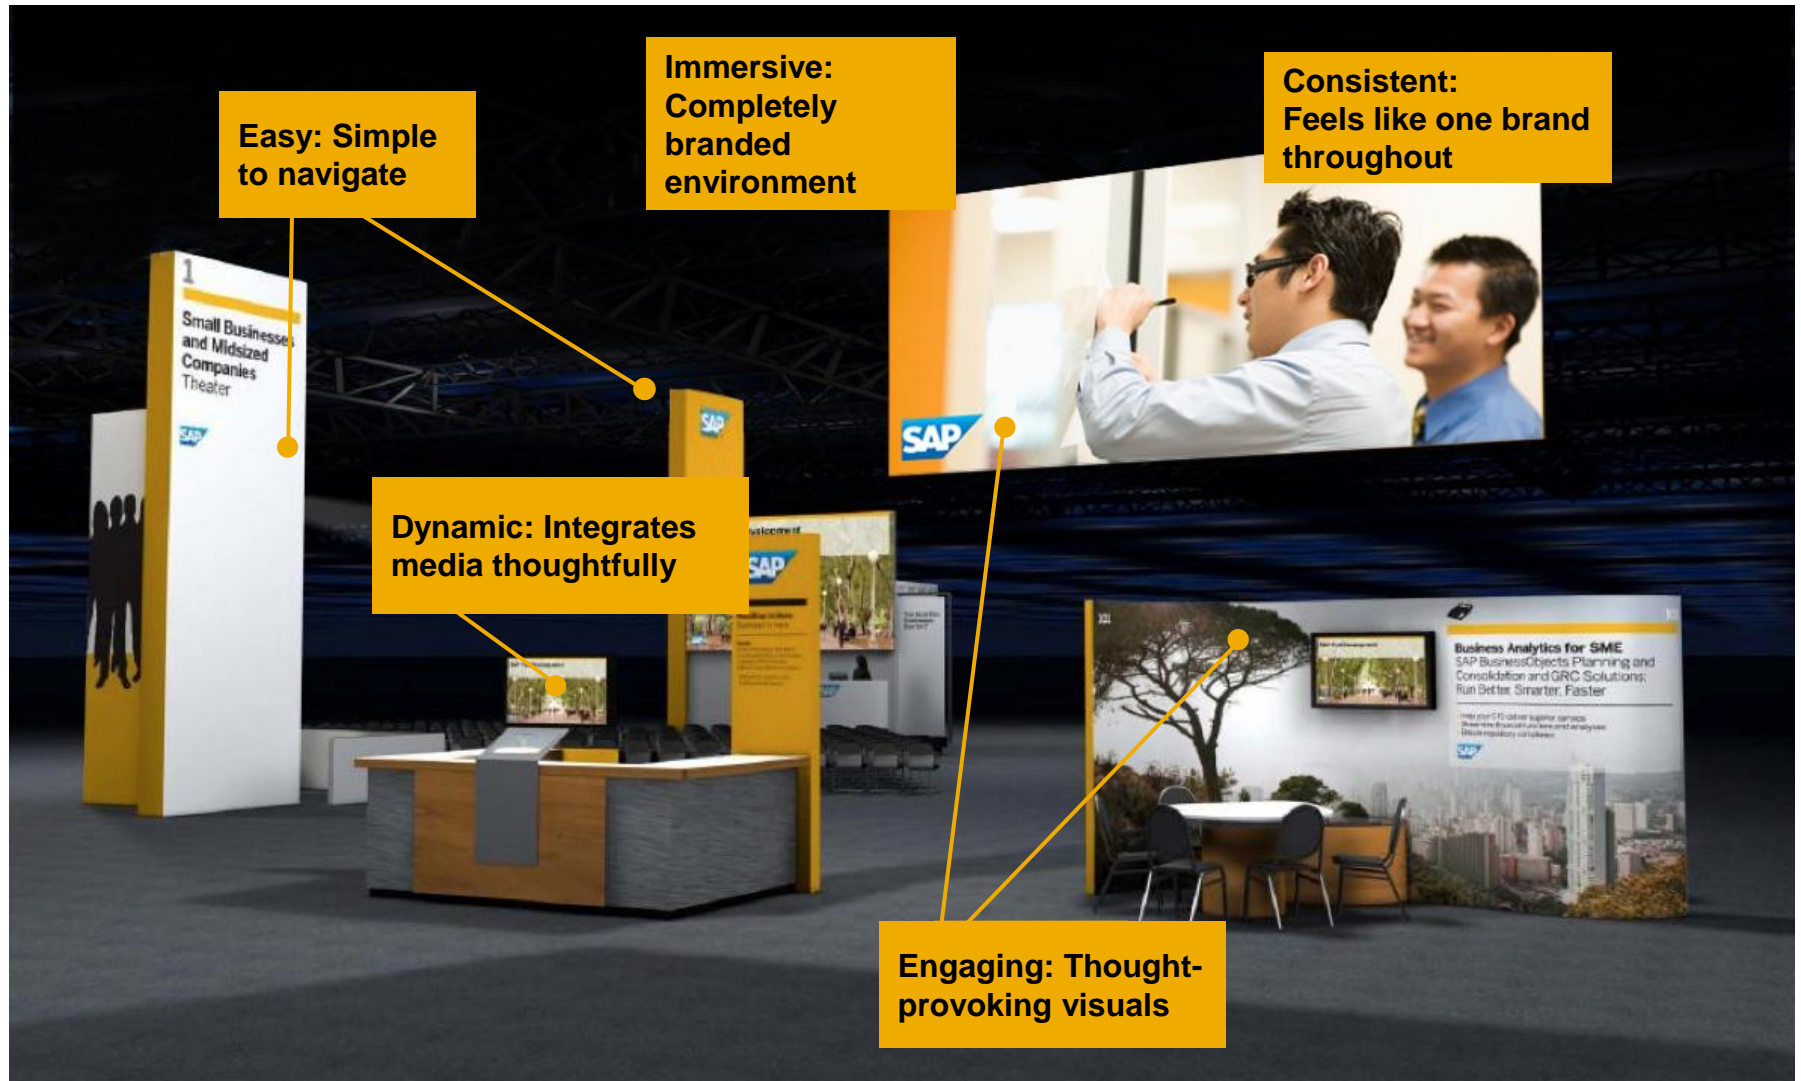 Immersive:
Completely
branded
environment
Consistent:
Feels like one brand
throughout
Easy: Simple
to navigate
1
Small Businesses
and Midsized
Companies
Theater
SAP
SAP
SAP
Dynamic: Integrates
media thoughtfully
SAP
Business Analytics for SME
SAP BusinessObjects Planning and
Consolidation and GRC Solutions:
Run Better, Smarter, Faster
SAP
SAP
Engaging: Thought-
provoking visuals